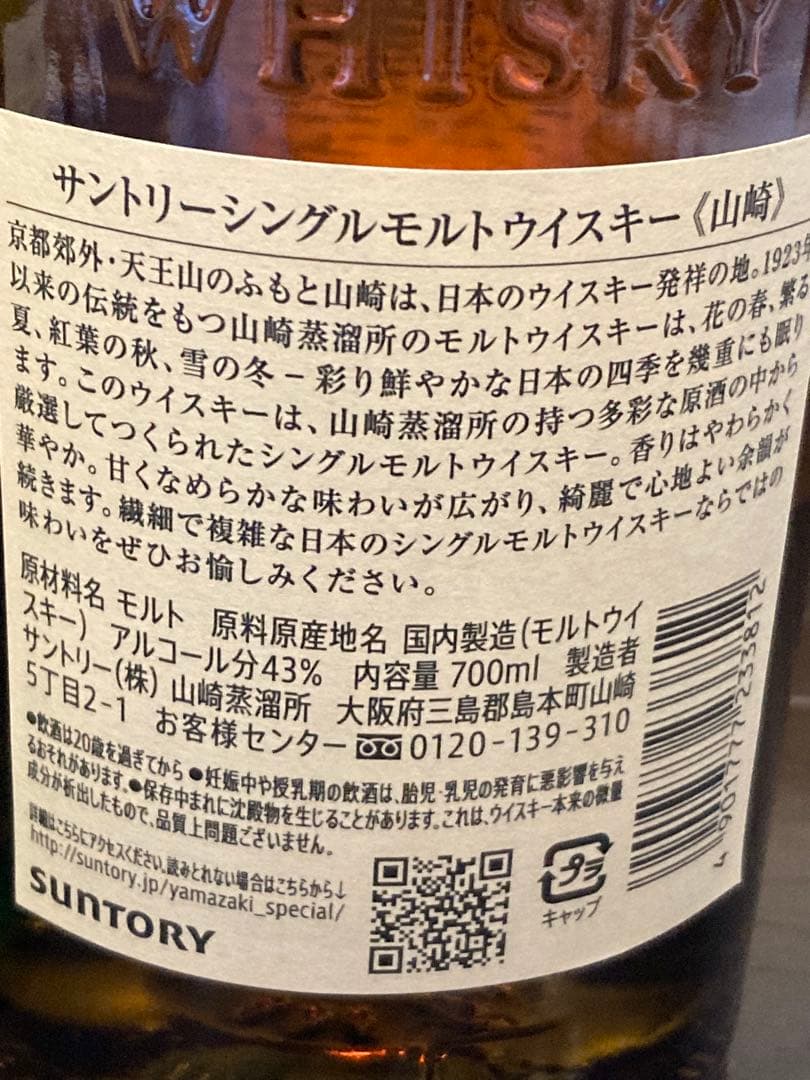 WHISKY
サントリーシングルモルトウイスキー《山崎》
京都郊外・天王山のふもと山崎は、日本のウイスキー発祥の地。1923年
以来の伝統をもつ山崎蒸溜所のモルトウイスキーは、花の春、繁る
夏、紅葉の秋、雪の冬－彩り鮮やかな日本の四季を幾重にも眠り
ます。このウイスキーは、山崎蒸溜所の持つ多彩な原酒の中から
厳選してつくられたシングルモルトウイスキー。香りはやわらかく
華やか。甘くなめらかな味わいが広がり、綺麗で心地よい余韻が
続きます。繊細で複雑な日本のシングルモルトウイスキーならではの
味わいをぜひお愉しみください。
原材料名 モルト 原料原産地名 国内製造(モルトウイ
スキー) アルコール分43% 内容量 700ml 製造者
サントリー(株) 山崎蒸溜所 大阪府三島郡島本町山崎
5丁目2-1 お客様センター 0120-139-310
●飲酒は20歳を過ぎてから ●妊娠中や授乳期の飲酒は、胎児・乳児の発育に悪影響を与え
るおそれがあります。●保存中まれに沈殿物を生じることがあります。これは、ウイスキー本来の微量
成分が析出したもので、品質上問題ございません。
詳細はこちらにアクセスください。読みとれない場合はこちらから↓
http://suntory.jp/yamazaki_special/
SUNTORY
プラ
キャップ
4 901777 233812